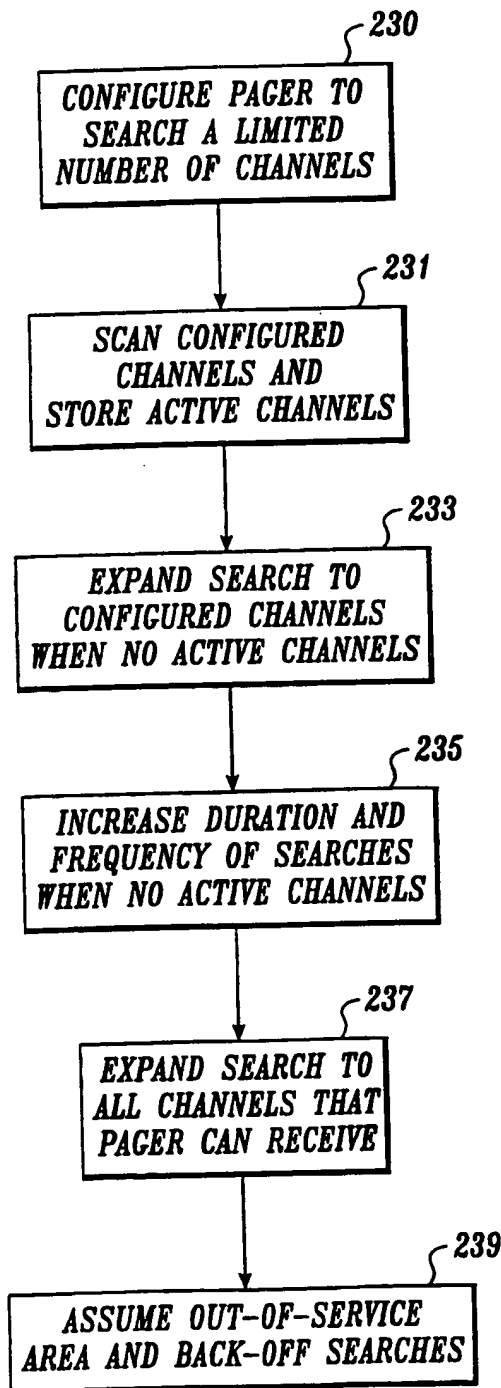 230
CONFIGURE PAGER TO
SEARCH A LIMITED
NUMBER OF CHANNELS
231
SCAN CONFIGURED
CHANNELS AND
STORE ACTIVE CHANNELS
233
EXPAND SEARCH TO
CONFIGURED CHANNELS
WHEN NO ACTIVE CHANNELS
235
INCREASE DURATION AND
FREQUENCY OF SEARCHES
WHEN NO ACTIVE CHANNELS
237
EXPAND SEARCH TO
ALL CHANNELS THAT
PAGER CAN RECEIVE
239
ASSUME OUT-OF-SERVICE
AREA AND BACK-OFF SEARCHES